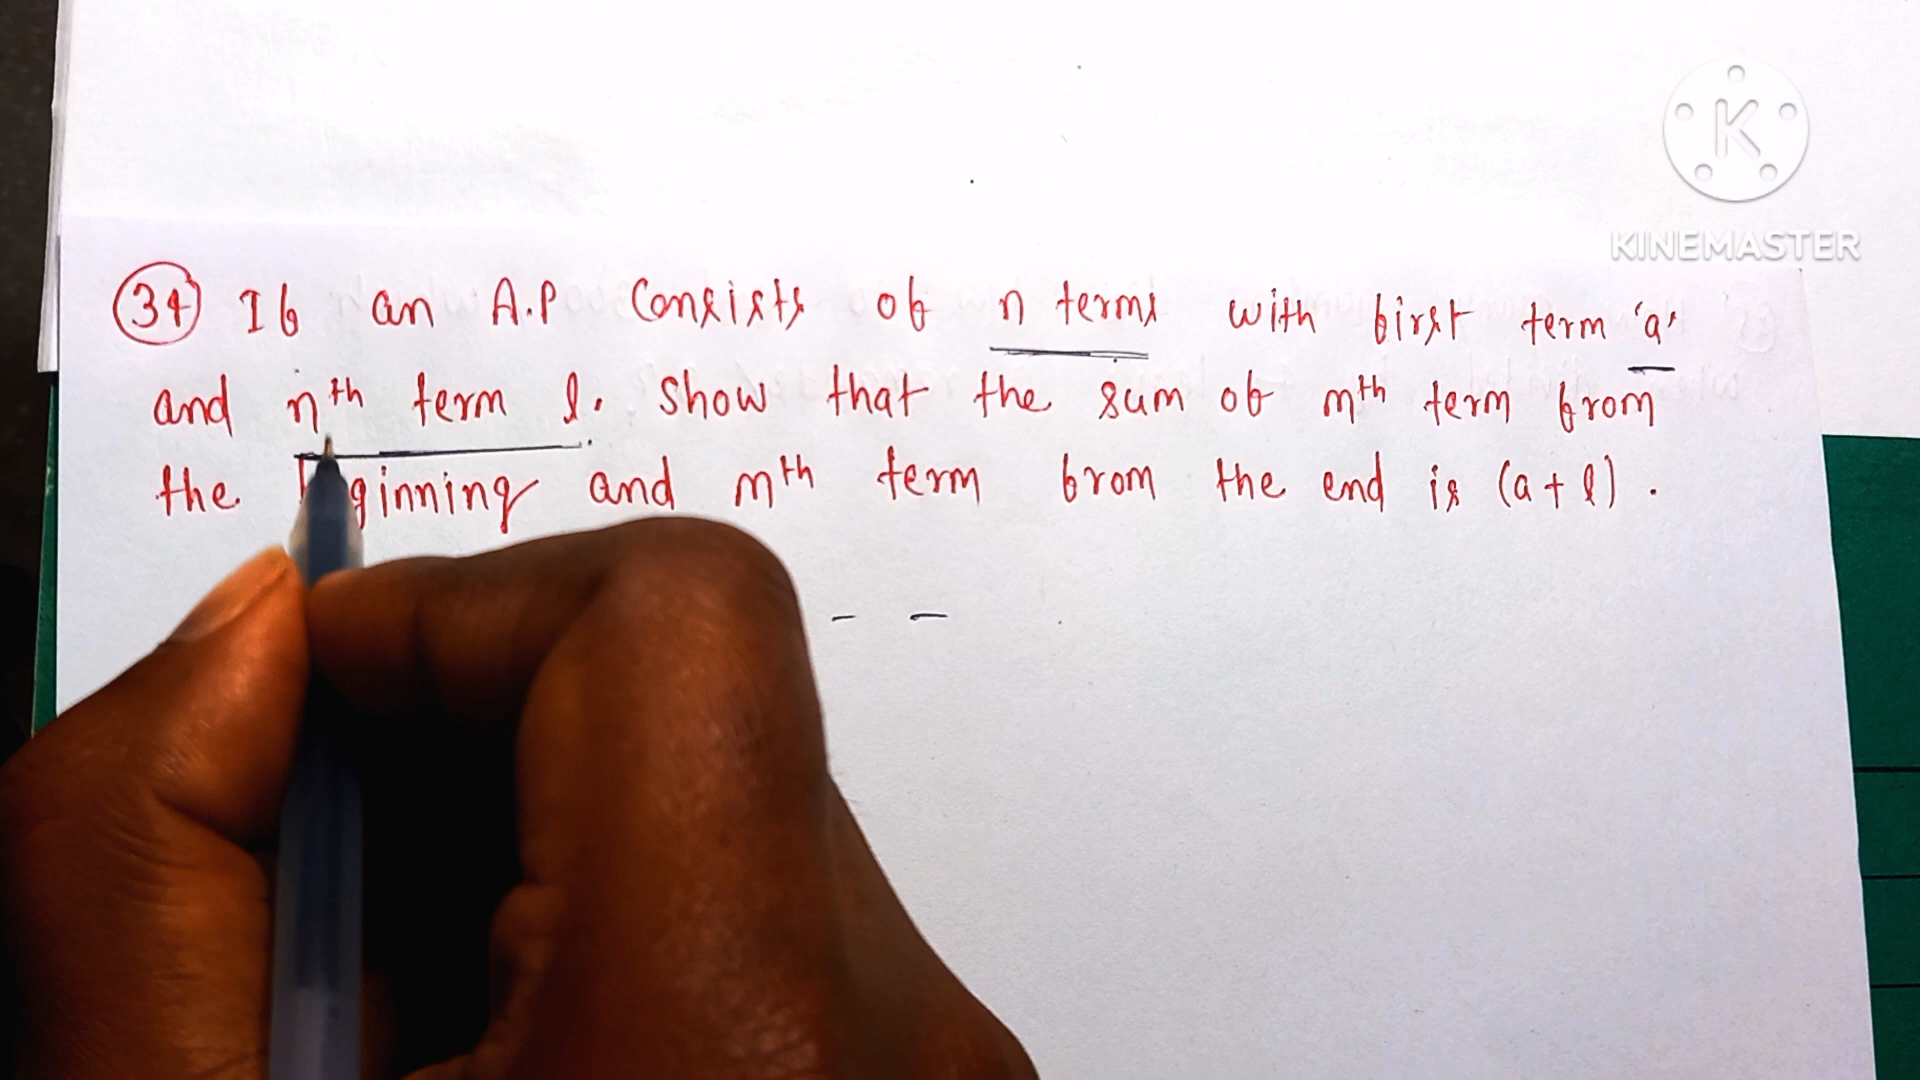 K
KINEMASTER
34 If an A.P Consists of n terms with first term 'a'
and nth term l. show that the sum of mth term from
the beginning and mth term from the end is (a + l).